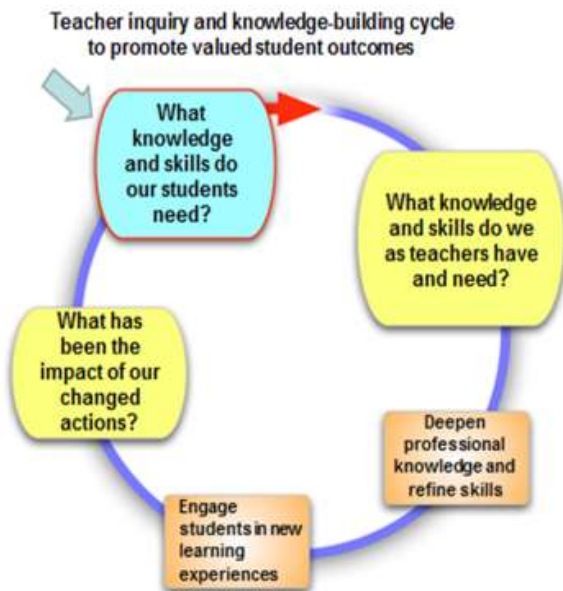 Teacher inquiry and knowledge-building cycle
to promote valued student outcomes
What
knowledge
and skills do
our students
need?
What knowledge
and skills do we
as teachers have
and need?
Deepen
professional
knowledge and
refine skills
Engage
students in new
learning
experiences
What has
been the
impact of our
changed
actions?